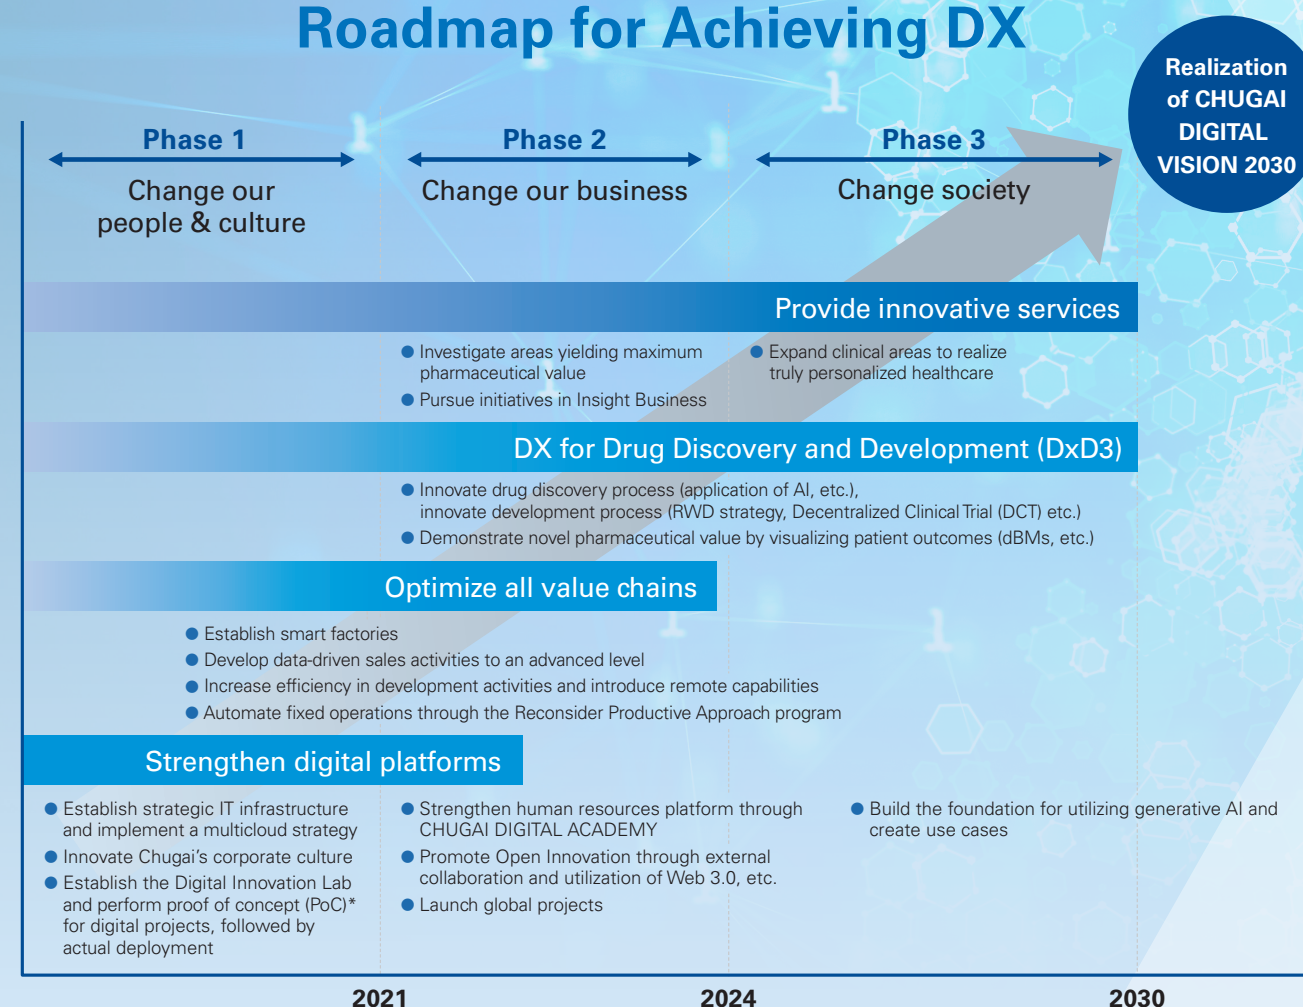 Roadmap for Achieving DX
Realization
of CHUGAI
DIGITAL
VISION 2030
Phase 1
Change our
people & culture
Phase 2
Change our business
Phase 3
Change society
Provide innovative services
● Investigate areas yielding maximum
pharmaceutical value
● Pursue initiatives in Insight Business
● Expand clinical areas to realize
truly personalized healthcare
DX for Drug Discovery and Development (DxD3)
● Innovate drug discovery process (application of AI, etc.),
innovate development process (RWD strategy, Decentralized Clinical Trial (DCT) etc.)
● Demonstrate novel pharmaceutical value by visualizing patient outcomes (dBMs, etc.)
Optimize all value chains
● Establish smart factories
● Develop data-driven sales activities to an advanced level
● Increase efficiency in development activities and introduce remote capabilities
● Automate fixed operations through the Reconsider Productive Approach program
Strengthen digital platforms
● Establish strategic IT infrastructure
and implement a multicloud strategy
● Innovate Chugai's corporate culture
● Establish the Digital Innovation Lab
and perform proof of concept (PoC)*
for digital projects, followed by
actual deployment
● Strengthen human resources platform through
CHUGAI DIGITAL ACADEMY
● Promote Open Innovation through external
collaboration and utilization of Web 3.0, etc.
● Launch global projects
● Build the foundation for utilizing generative AI and
create use cases
2021
2024
2030